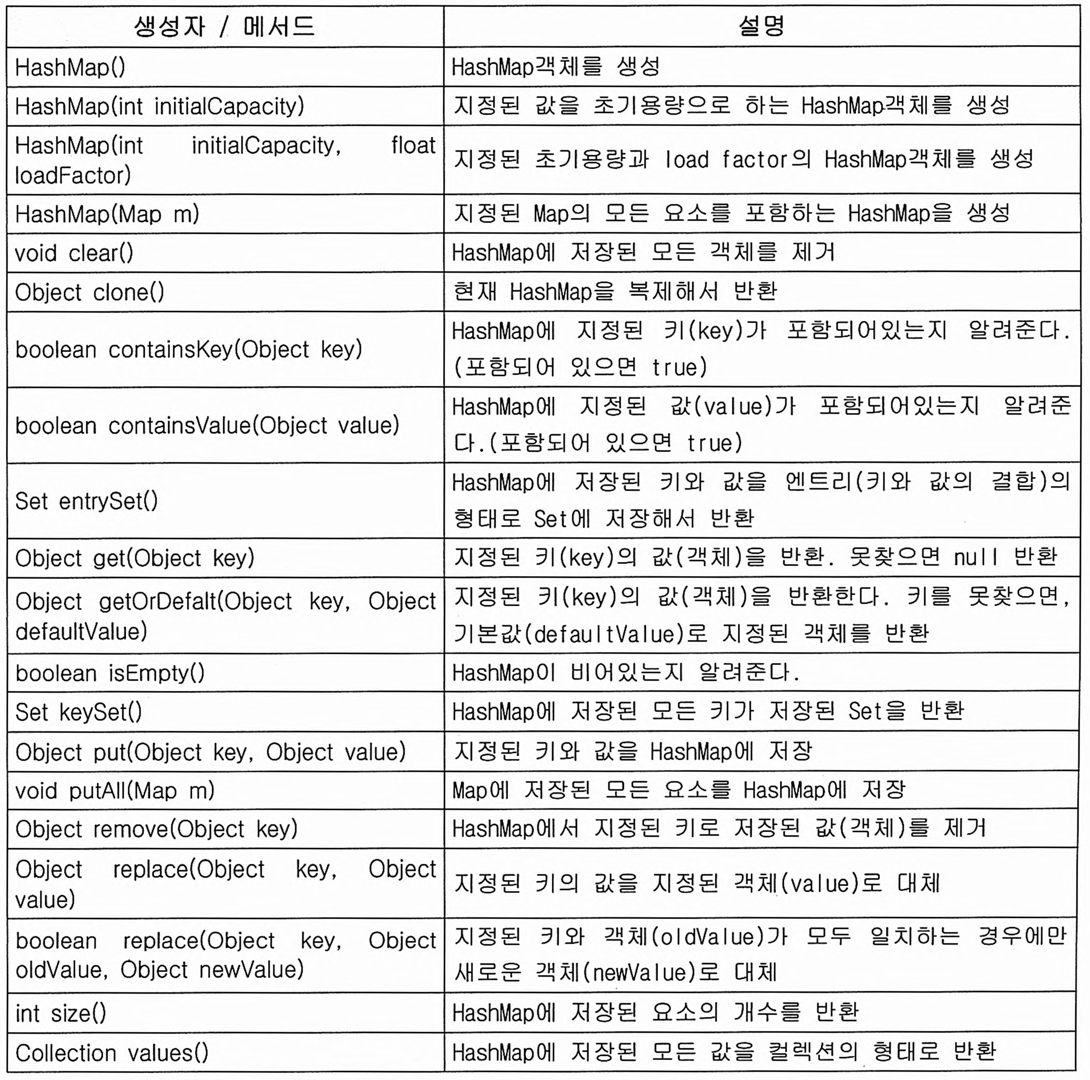 생성자 / 메서드
설명
HashMap()
HashMap객체를 생성
HashMap(int initialCapacity)
지정된 값을 초기용량으로 하는 HashMap객체를 생성
HashMap(int initialCapacity, float
loadFactor)
지정된 초기용량과 load factor의 HashMap객체를 생성
HashMap(Map m)
지정된 Map의 모든 요소를 포함하는 HashMap을 생성
void clear()
HashMap에 저장된 모든 객체를 제거
Object clone()
현재 HashMap을 복제해서 반환
boolean containsKey(Object key)
HashMap에 지정된 키(key)가 포함되어있는지 알려준다.
(포함되어 있으면 true)
boolean containsValue(Object value)
HashMap에 지정된 값(value)가 포함되어있는지 알려준
다.(포함되어 있으면 true)
Set entrySet()
HashMap에 저장된 키와 값을 엔트리(키와 값의 결합)의
형태로 Set에 저장해서 반환
Object get(Object key)
지정된 키(key)의 값(객체)을 반환. 못찾으면 null 반환
Object getOrDefalt(Object key, Object
defaultValue)
지정된 키(key)의 값(객체)을 반환한다. 키를 못찾으면,
기본값(defaultValue)로 지정된 객체를 반환
boolean isEmpty()
HashMap이 비어있는지 알려준다.
Set keySet()
HashMap에 저장된 모든 키가 저장된 Set을 반환
Object put(Object key, Object value)
지정된 키와 값을 HashMap에 저장
void putAll(Map m)
Map에 저장된 모든 요소를 HashMap에 저장
Object remove(Object key)
HashMap에서 지정된 키로 저장된 값(객체)를 제거
Object replace(Object key, Object
value)
지정된 키의 값을 지정된 객체(value)로 대체
boolean replace(Object key, Object
oldValue, Object newValue)
지정된 키와 객체(oldValue)가 모두 일치하는 경우에만
새로운 객체(newValue)로 대체
int size()
HashMap에 저장된 요소의 개수를 반환
Collection values()
HashMap에 저장된 모든 값을 컬렉션의 형태로 반환